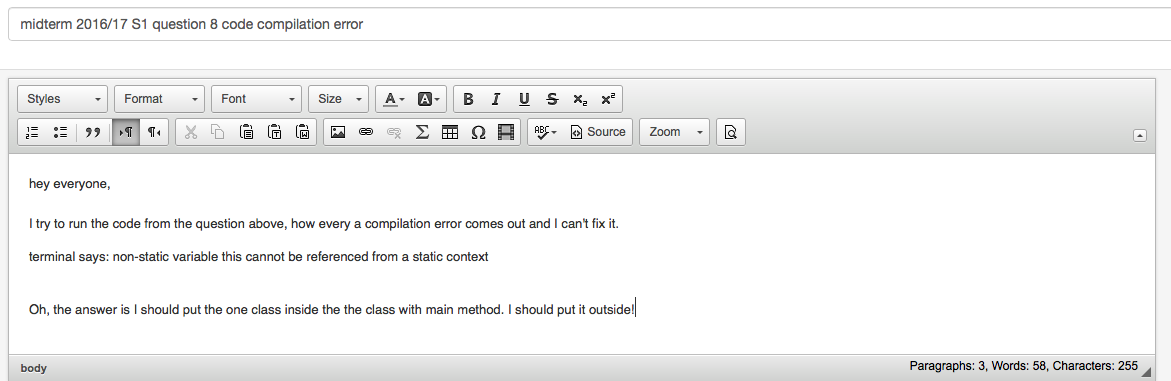 midterm 2016/17 S1 question 8 code compilation error
Styles Format Font Size A A B I U S x₂ x²
ABC Source Zoom
hey everyone,
I try to run the code from the question above, how every a compilation error comes out and I can't fix it.
terminal says: non-static variable this cannot be referenced from a static context
Oh, the answer is I should put the one class inside the the class with main method. I should put it outside!
body Paragraphs: 3, Words: 58, Characters: 255